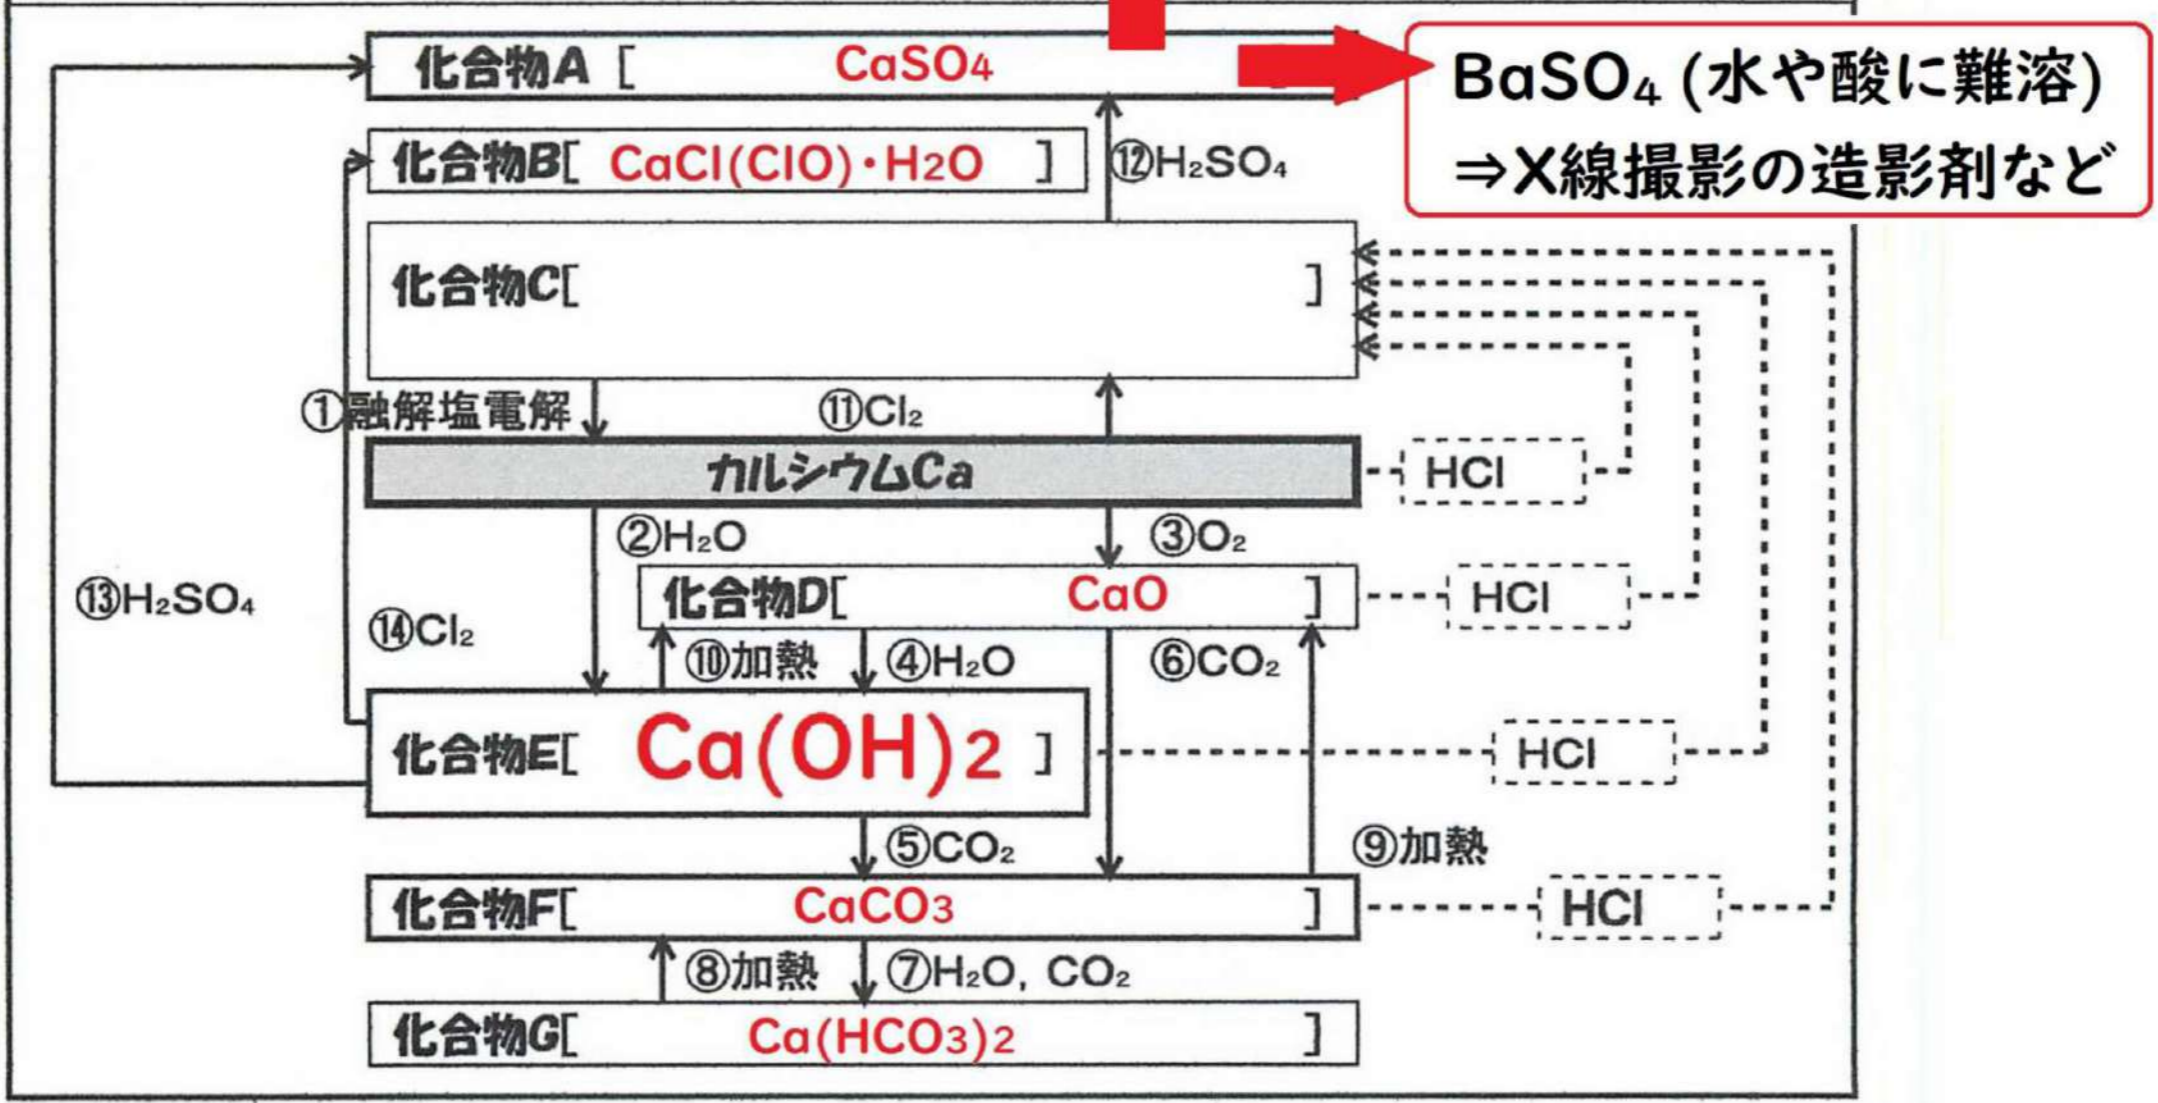 化合物A [ CaSO4
BaSO₄ (水や酸に難溶)
⇒X線撮影の造影剤など
化合物B[ CaCl(ClO)・H2O ]
⑫H₂SO₄
化合物C[ ]
①融解塩電解
⑪Cl₂
カルシウムCa
HCl
②H₂O
③O₂
化合物D[ CaO ]
HCl
⑬H₂SO₄
⑭Cl₂
⑩加熱
④H₂O
⑥CO₂
化合物E[ Ca(OH)2 ]
HCl
⑤CO₂
⑨加熱
化合物F[ CaCO3 ]
HCl
⑧加熱
⑦H₂O, CO₂
化合物G[ Ca(HCO3)2 ]